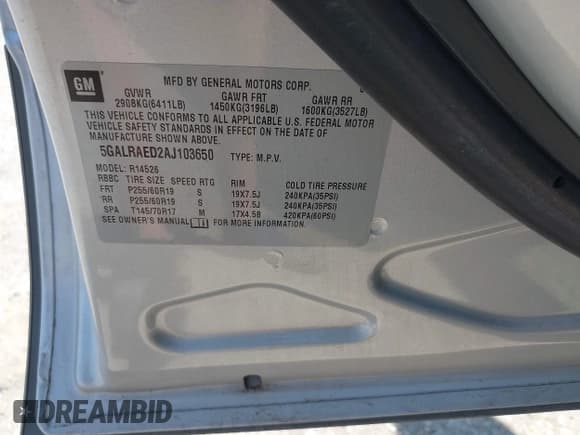 GM
MFD BY GENERAL MOTORS CORP.
GVWR GAWR FRT GAWR RR
2908KG(6411LB) 1450KG(3196LB) 1600KG(3527LB)
THIS VEHICLE CONFORMS TO ALL APPLICABLE U.S. FEDERAL MOTOR
VEHICLE SAFETY STANDARDS IN EFFECT ON THE DATE OF
MANUFACTURE SHOWN ABOVE.
5GALRAED2AJ103650 TYPE: M.P.V.
MODEL: R14526
RBBC TIRE SIZE SPEED RTG RIM COLD TIRE PRESSURE
FRT P255/60R19 S 19X7.5J 240KPA(35PSI)
RR P255/60R19 S 19X7.5J 240KPA(35PSI)
SPA T145/70R17 M 17X4.5B 420KPA(60PSI)
SEE OWNER'S MANUAL FOR MORE INFORMATION.
DREAMBID